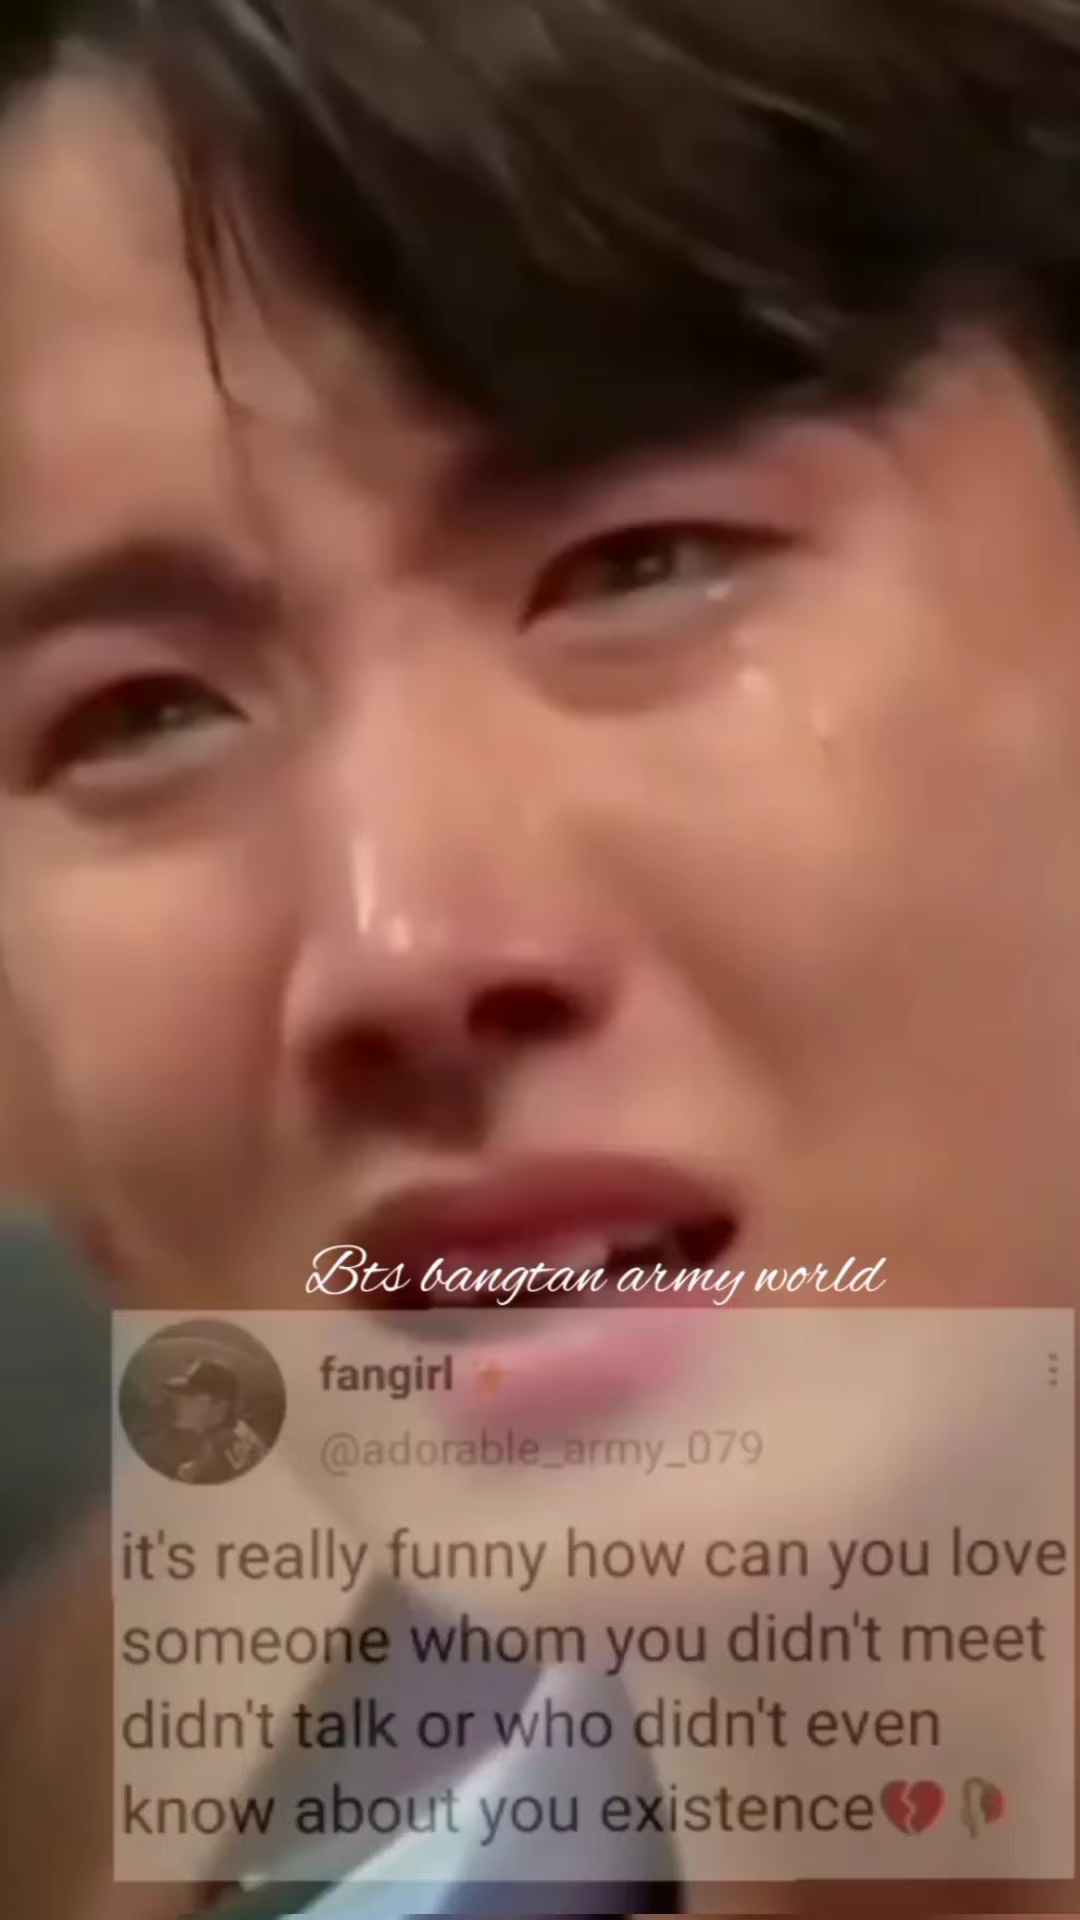 Bts bangtan army world
fangirl✨
@adorable_army_079
it's really funny how can you love
someone whom you didn't meet
didn't talk or who didn't even
know about you existence💔🥀